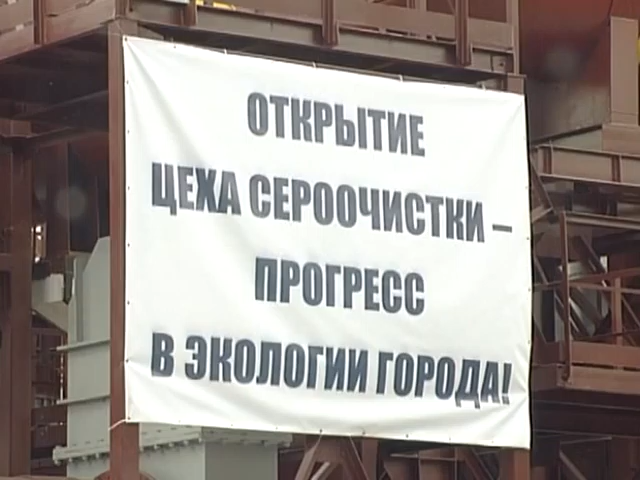 ОТКРЫТИЕ
ЦЕХА СЕРООЧИСТКИ –
ПРОГРЕСС
В ЭКОЛОГИИ ГОРОДА!